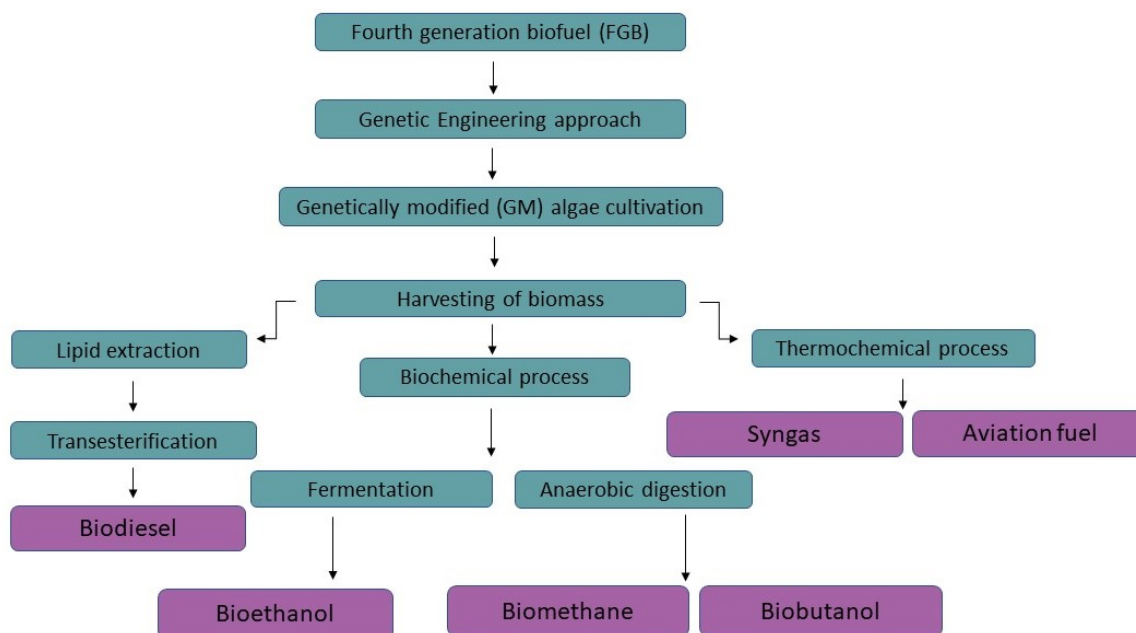 Fourth generation biofuel (FGB)
Genetic Engineering approach
Genetically modified (GM) algae cultivation
Harvesting of biomass
Lipid extraction
Biochemical process
Thermochemical process
Transesterification
Syngas
Aviation fuel
Fermentation
Anaerobic digestion
Biodiesel
Bioethanol
Biomethane
Biobutanol